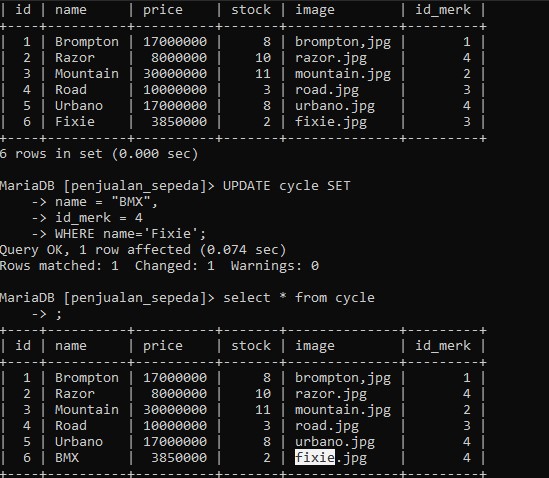 | id | name      | price    | stock | image        | id_merk |
+----+-----------+----------+-------+--------------+---------+
|  1 | Brompton  | 17000000 |     8 | brompton,jpg |       1 |
|  2 | Razor     |  8000000 |    10 | razor.jpg    |       4 |
|  3 | Mountain  | 30000000 |    11 | mountain.jpg |       2 |
|  4 | Road      | 10000000 |     3 | road.jpg     |       3 |
|  5 | Urbano    | 17000000 |     8 | urbano.jpg   |       4 |
|  6 | Fixie     |  3850000 |     2 | fixie.jpg    |       3 |
+----+-----------+----------+-------+--------------+---------+
6 rows in set (0.000 sec)
MariaDB [penjualan_sepeda]> UPDATE cycle SET
    -> name = "BMX",
    -> id_merk = 4
    -> WHERE name='Fixie';
Query OK, 1 row affected (0.074 sec)
Rows matched: 1  Changed: 1  Warnings: 0
MariaDB [penjualan_sepeda]> select * from cycle
    -> ;
+----+-----------+----------+-------+--------------+---------+
| id | name      | price    | stock | image        | id_merk |
+----+-----------+----------+-------+--------------+---------+
|  1 | Brompton  | 17000000 |     8 | brompton,jpg |       1 |
|  2 | Razor     |  8000000 |    10 | razor.jpg    |       4 |
|  3 | Mountain  | 30000000 |    11 | mountain.jpg |       2 |
|  4 | Road      | 10000000 |     3 | road.jpg     |       3 |
|  5 | Urbano    | 17000000 |     8 | urbano.jpg   |       4 |
|  6 | BMX       |  3850000 |     2 | fixie.jpg    |       4 |
+----+-----------+----------+-------+--------------+---------+